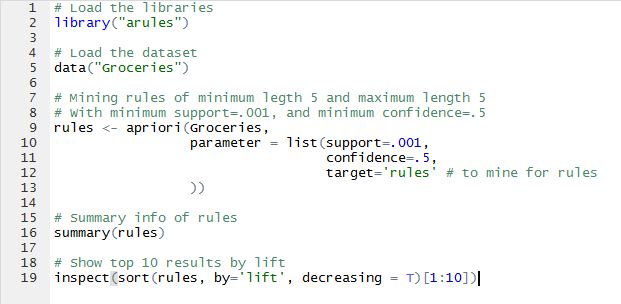 1 # Load the libraries
2 library("arules")
3
4 # Load the dataset
5 data("Groceries")
6
7 # Mining rules of minimum legth 5 and maximum length 5
8 # With minimum support=.001, and minimum confidence=.5
9 rules <- apriori(Groceries,
10 parameter = list(support=.001,
11 confidence=.5,
12 target='rules' # to mine for rules
13 ))
14
15 # Summary info of rules
16 summary(rules)
17
18 # Show top 10 results by lift
19 inspect(sort(rules, by='lift', decreasing = T)[1:10])